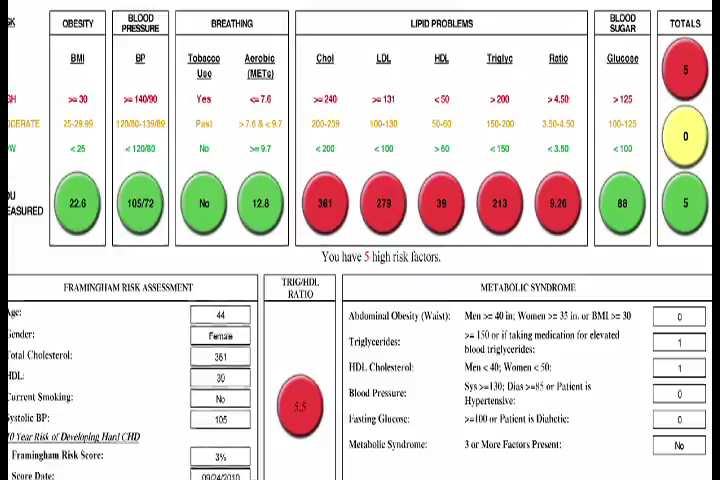 SK OBESITY BLOOD PRESSURE BREATHING LIPID PROBLEMS BLOOD SUGAR TOTALS
BMI BP Tobacco Use Aerobic (METs) Chol LDL HDL Triglyc Ratio Glucose 5
GH >= 30 >= 140/90 Yes <= 7.6 >= 240 >= 131 < 50 > 200 > 4.50 > 125
ODERATE 25-29.99 120/80-139/89 Past > 7.6 & < 9.7 200-239 100-130 50-60 150-200 3.50-4.50 100-125 0
OW < 25 < 120/80 No >= 9.7 < 200 < 100 > 60 < 150 < 3.50 < 100
OU MEASURED 22.6 105/72 No 12.8 361 279 39 213 9.26 88 5
You have 5 high risk factors.
FRAMINGHAM RISK ASSESSMENT
Age: 44
Gender: Female
Total Cholesterol: 361
HDL: 39
Current Smoking: No
Systolic BP: 105
10 Year Risk of Developing Hard CHD
Framingham Risk Score: 3%
Score Date: 09/24/2010
TRIG/HDL
RATIO
5.5
METABOLIC SYNDROME
Abdominal Obesity (Waist): Men >= 40 in; Women >= 35 in. or BMI >= 30 0
Triglycerides: >= 150 or if taking medication for elevated blood triglycerides: 1
HDL Cholesterol: Men < 40; Women < 50: 1
Blood Pressure: Sys >=130; Dias >=85 or Patient is Hypertensive: 0
Fasting Glucose: >=100 or Patient is Diabetic: 0
Metabolic Syndrome: 3 or More Factors Present: No